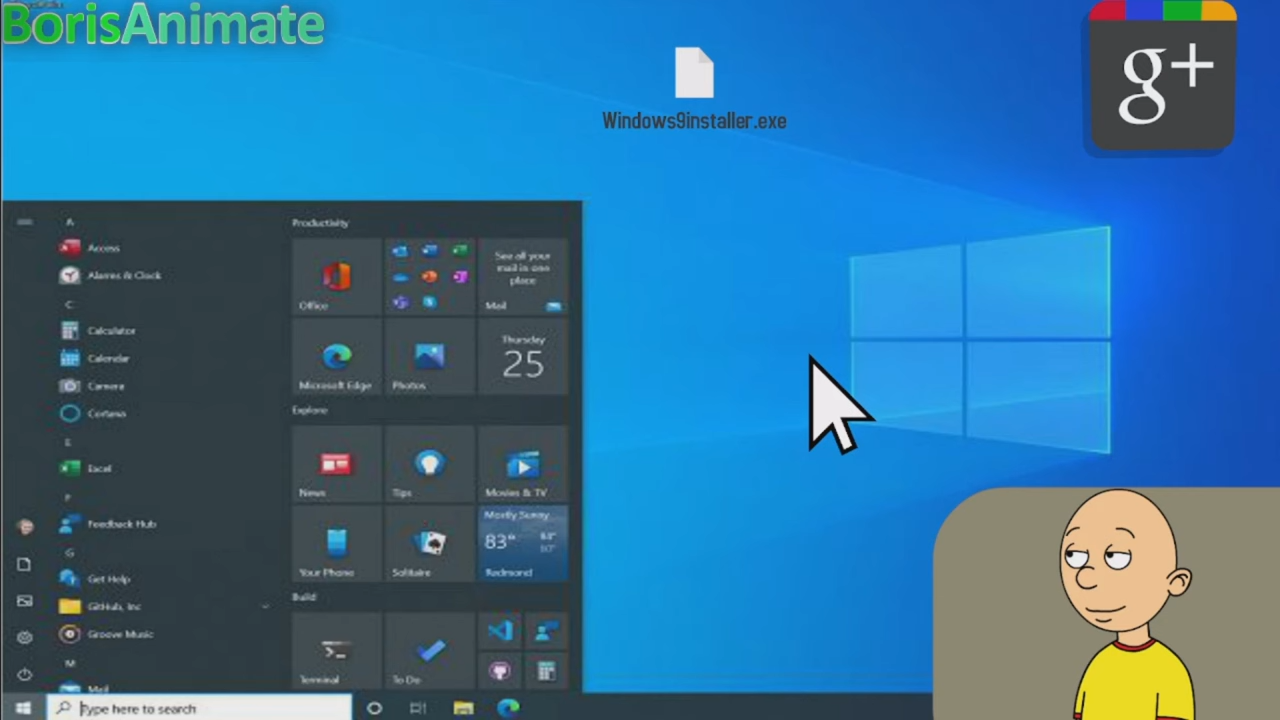 BorisAnimate
g+
Windows9installer.exe
A
Access
Alarms & Clock
C
Calculator
Calendar
Camera
Cortana
E
Excel
F
Feedback Hub
G
Get Help
GitHub, Inc
Groove Music
M
Mail
Productivity
Office
See all your
mail in one
place
Mail
Microsoft Edge
Photos
Thursday
25
Explore
News
Tips
Movies & TV
Your Phone
Solitaire
Mostly Sunny
83°
Redmond
Build
Terminal
To Do
Type here to search